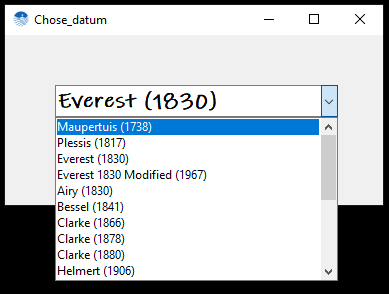 Chose_datum
Everest (1830)
Maupertuis (1738)
Plessis (1817)
Everest (1830)
Everest 1830 Modified (1967)
Airy (1830)
Bessel (1841)
Clarke (1866)
Clarke (1878)
Clarke (1880)
Helmert (1906)